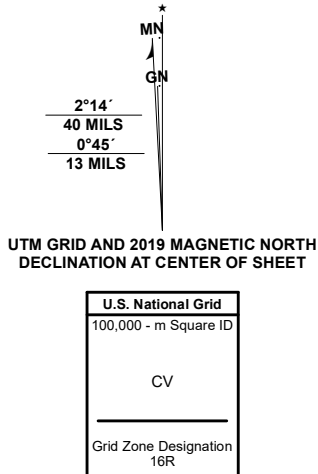 ★
MN
GN
2°14´
40 MILS
0°45´
13 MILS
UTM GRID AND 2019 MAGNETIC NORTH
DECLINATION AT CENTER OF SHEET
U.S. National Grid
100,000 - m Square ID
CV
Grid Zone Designation
16R